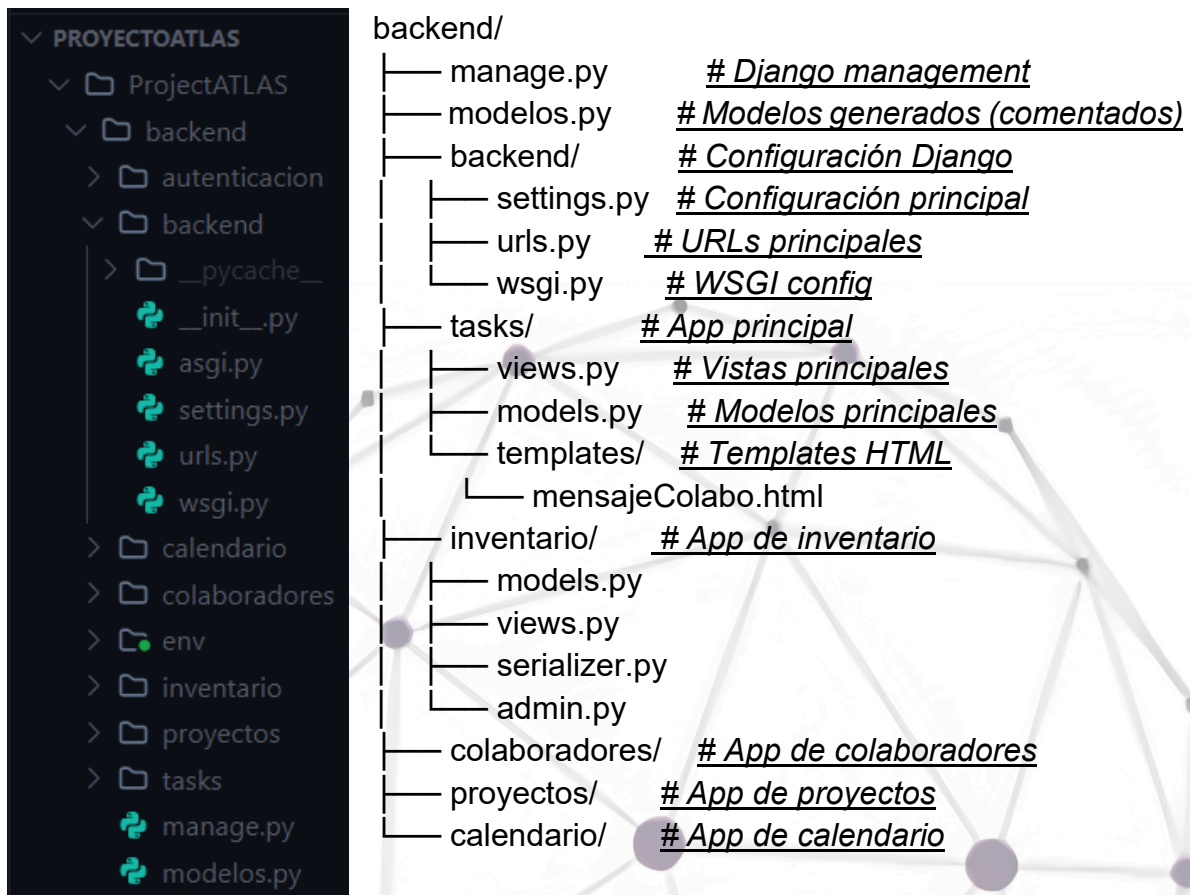 PROYECTOATLAS
ProjectATLAS
backend
autenticacion
backend
__pycache__
__init__.py
asgi.py
settings.py
urls.py
wsgi.py
calendario
colaboradores
env
inventario
proyectos
tasks
manage.py
modelos.py
backend/
├── manage.py # Django management
├── modelos.py # Modelos generados (comentados)
├── backend/ # Configuración Django
│ ├── settings.py # Configuración principal
│ ├── urls.py # URLs principales
│ └── wsgi.py # WSGI config
├── tasks/ # App principal
│ ├── views.py # Vistas principales
│ ├── models.py # Modelos principales
│ └── templates/ # Templates HTML
│ └── mensajeColabo.html
├── inventario/ # App de inventario
│ ├── models.py
│ ├── views.py
│ ├── serializer.py
│ └── admin.py
├── colaboradores/ # App de colaboradores
├── proyectos/ # App de proyectos
└── calendario/ # App de calendario